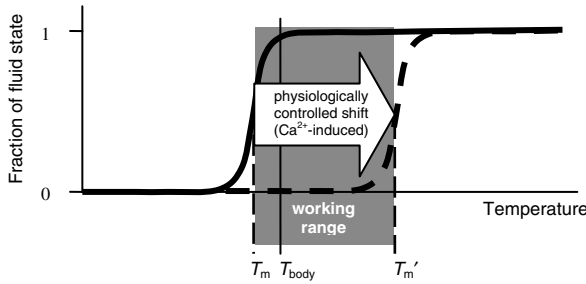 Fraction of fluid state
1
physiologically
controlled shift
(Ca²⁺-induced)
0
working
range
Temperature
Tm
Tbody
Tm′